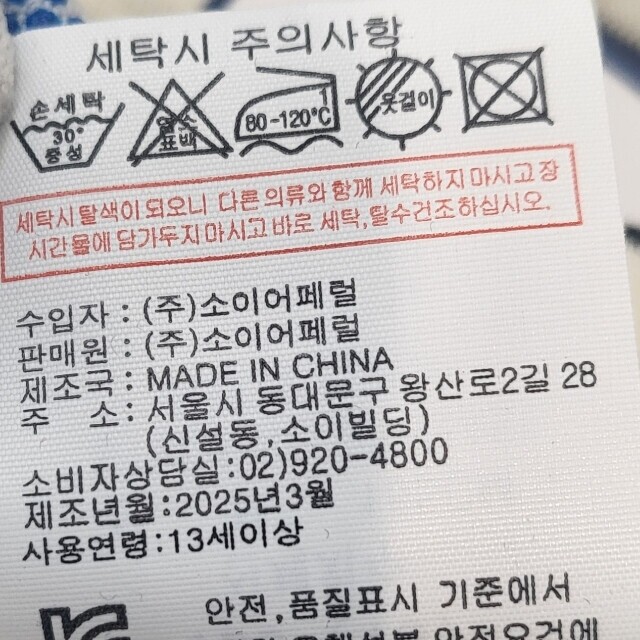 세탁시 주의사항
손세탁
30°
중성
염소
표백
80-120°C
옷걸이
세탁시 탈색이 되오니 다른 의류와 함께 세탁하지 마시고 장
시간 물에 담가두지 마시고 바로 세탁,탈수건조하십시오.
수입자 : (주)소이어페럴
판매원 : (주)소이어페럴
제조국 : MADE IN CHINA
주 소 : 서울시 동대문구 왕산로2길 28
(신설동,소이빌딩)
소비자상담실:02)920-4800
제조년월:2025년3월
사용연령:13세이상
안전,품질표시 기준에서
안전요건에